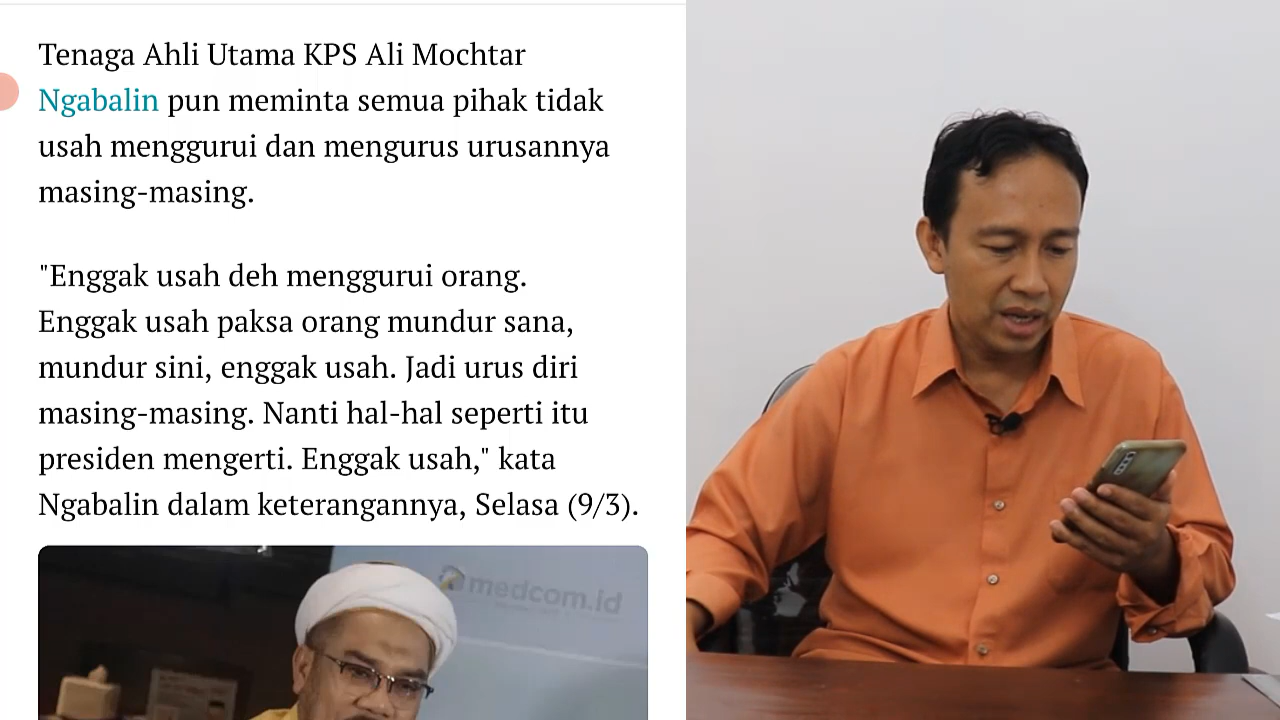 Tenaga Ahli Utama KPS Ali Mochtar
Ngabalin pun meminta semua pihak tidak
usah menggurui dan mengurus urusannya
masing-masing.
"Enggak usah deh menggurui orang.
Enggak usah paksa orang mundur sana,
mundur sini, enggak usah. Jadi urus diri
masing-masing. Nanti hal-hal seperti itu
presiden mengerti. Enggak usah," kata
Ngabalin dalam keterangannya, Selasa (9/3).
medcom.id